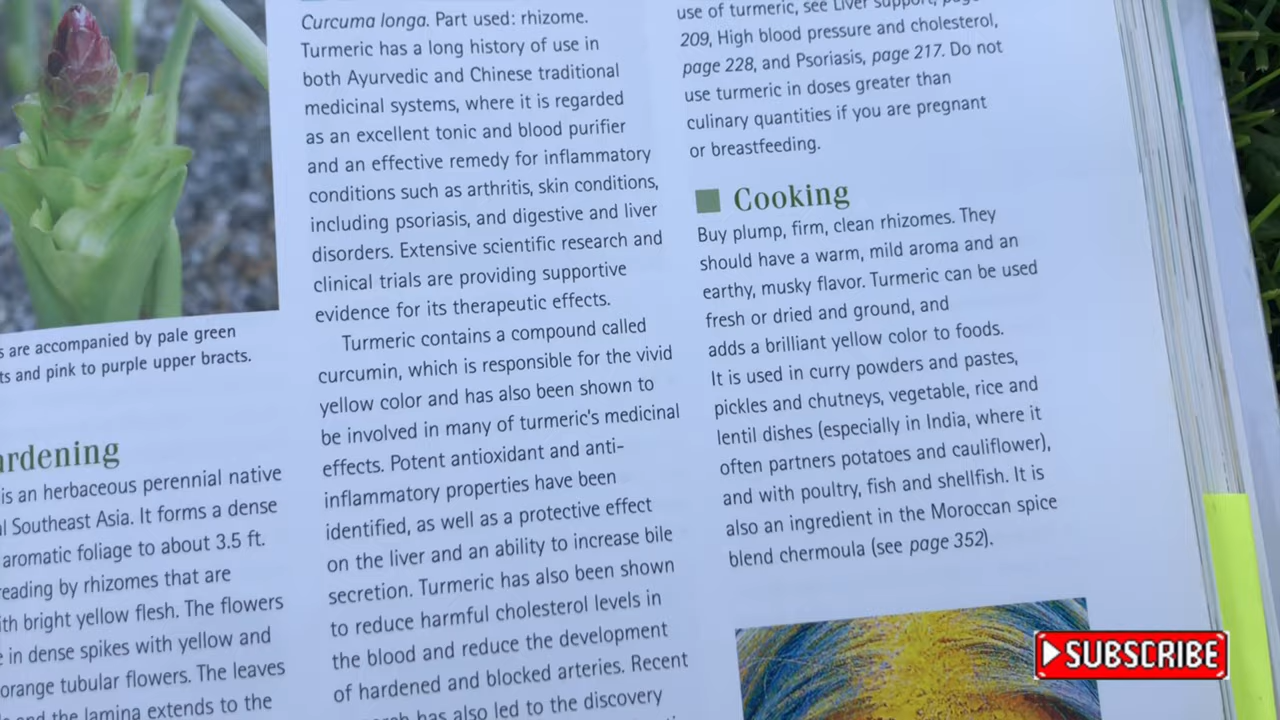 s are accompanied by pale green
ts and pink to purple upper bracts.
ardening
is an herbaceous perennial native
l Southeast Asia. It forms a dense
aromatic foliage to about 3.5 ft.
reading by rhizomes that are
ith bright yellow flesh. The flowers
e in dense spikes with yellow and
orange tubular flowers. The leaves
and the lamina extends to the
Curcuma longa. Part used: rhizome.
Turmeric has a long history of use in
both Ayurvedic and Chinese traditional
medicinal systems, where it is regarded
as an excellent tonic and blood purifier
and an effective remedy for inflammatory
conditions such as arthritis, skin conditions,
including psoriasis, and digestive and liver
disorders. Extensive scientific research and
clinical trials are providing supportive
evidence for its therapeutic effects.
Turmeric contains a compound called
curcumin, which is responsible for the vivid
yellow color and has also been shown to
be involved in many of turmeric's medicinal
effects. Potent antioxidant and anti-
inflammatory properties have been
identified, as well as a protective effect
on the liver and an ability to increase bile
secretion. Turmeric has also been shown
to reduce harmful cholesterol levels in
the blood and reduce the development
of hardened and blocked arteries. Recent
has also led to the discovery
use of turmeric, see Liver support, page
209, High blood pressure and cholesterol,
page 228, and Psoriasis, page 217. Do not
use turmeric in doses greater than
culinary quantities if you are pregnant
or breastfeeding.
Cooking
Buy plump, firm, clean rhizomes. They
should have a warm, mild aroma and an
earthy, musky flavor. Turmeric can be used
fresh or dried and ground, and
adds a brilliant yellow color to foods.
It is used in curry powders and pastes,
pickles and chutneys, vegetable, rice and
lentil dishes (especially in India, where it
often partners potatoes and cauliflower),
and with poultry, fish and shellfish. It is
also an ingredient in the Moroccan spice
blend chermoula (see page 352).
SUBSCRIBE